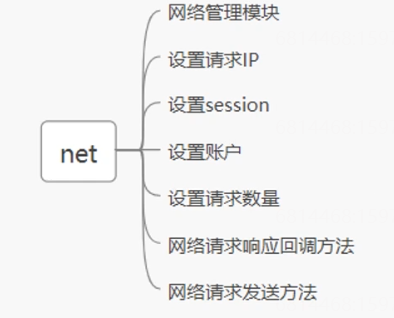 net
网络管理模块
设置请求IP
设置session
设置账户
设置请求数量
网络请求响应回调方法
网络请求发送方法